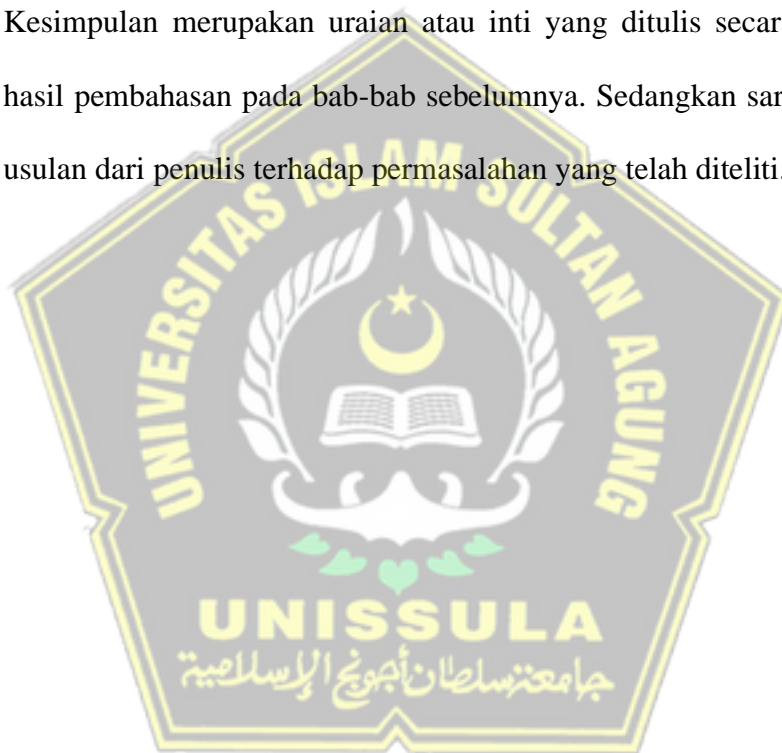 Kesimpulan merupakan uraian atau inti yang ditulis secar
hasil pembahasan pada bab-bab sebelumnya. Sedangkan sar
usulan dari penulis terhadap permasalahan yang telah diteliti.
UNIVERSITAS ISLAM SULTAN AGUNG
UNISSULA
جامعة سلطان أجونج الإسلامية